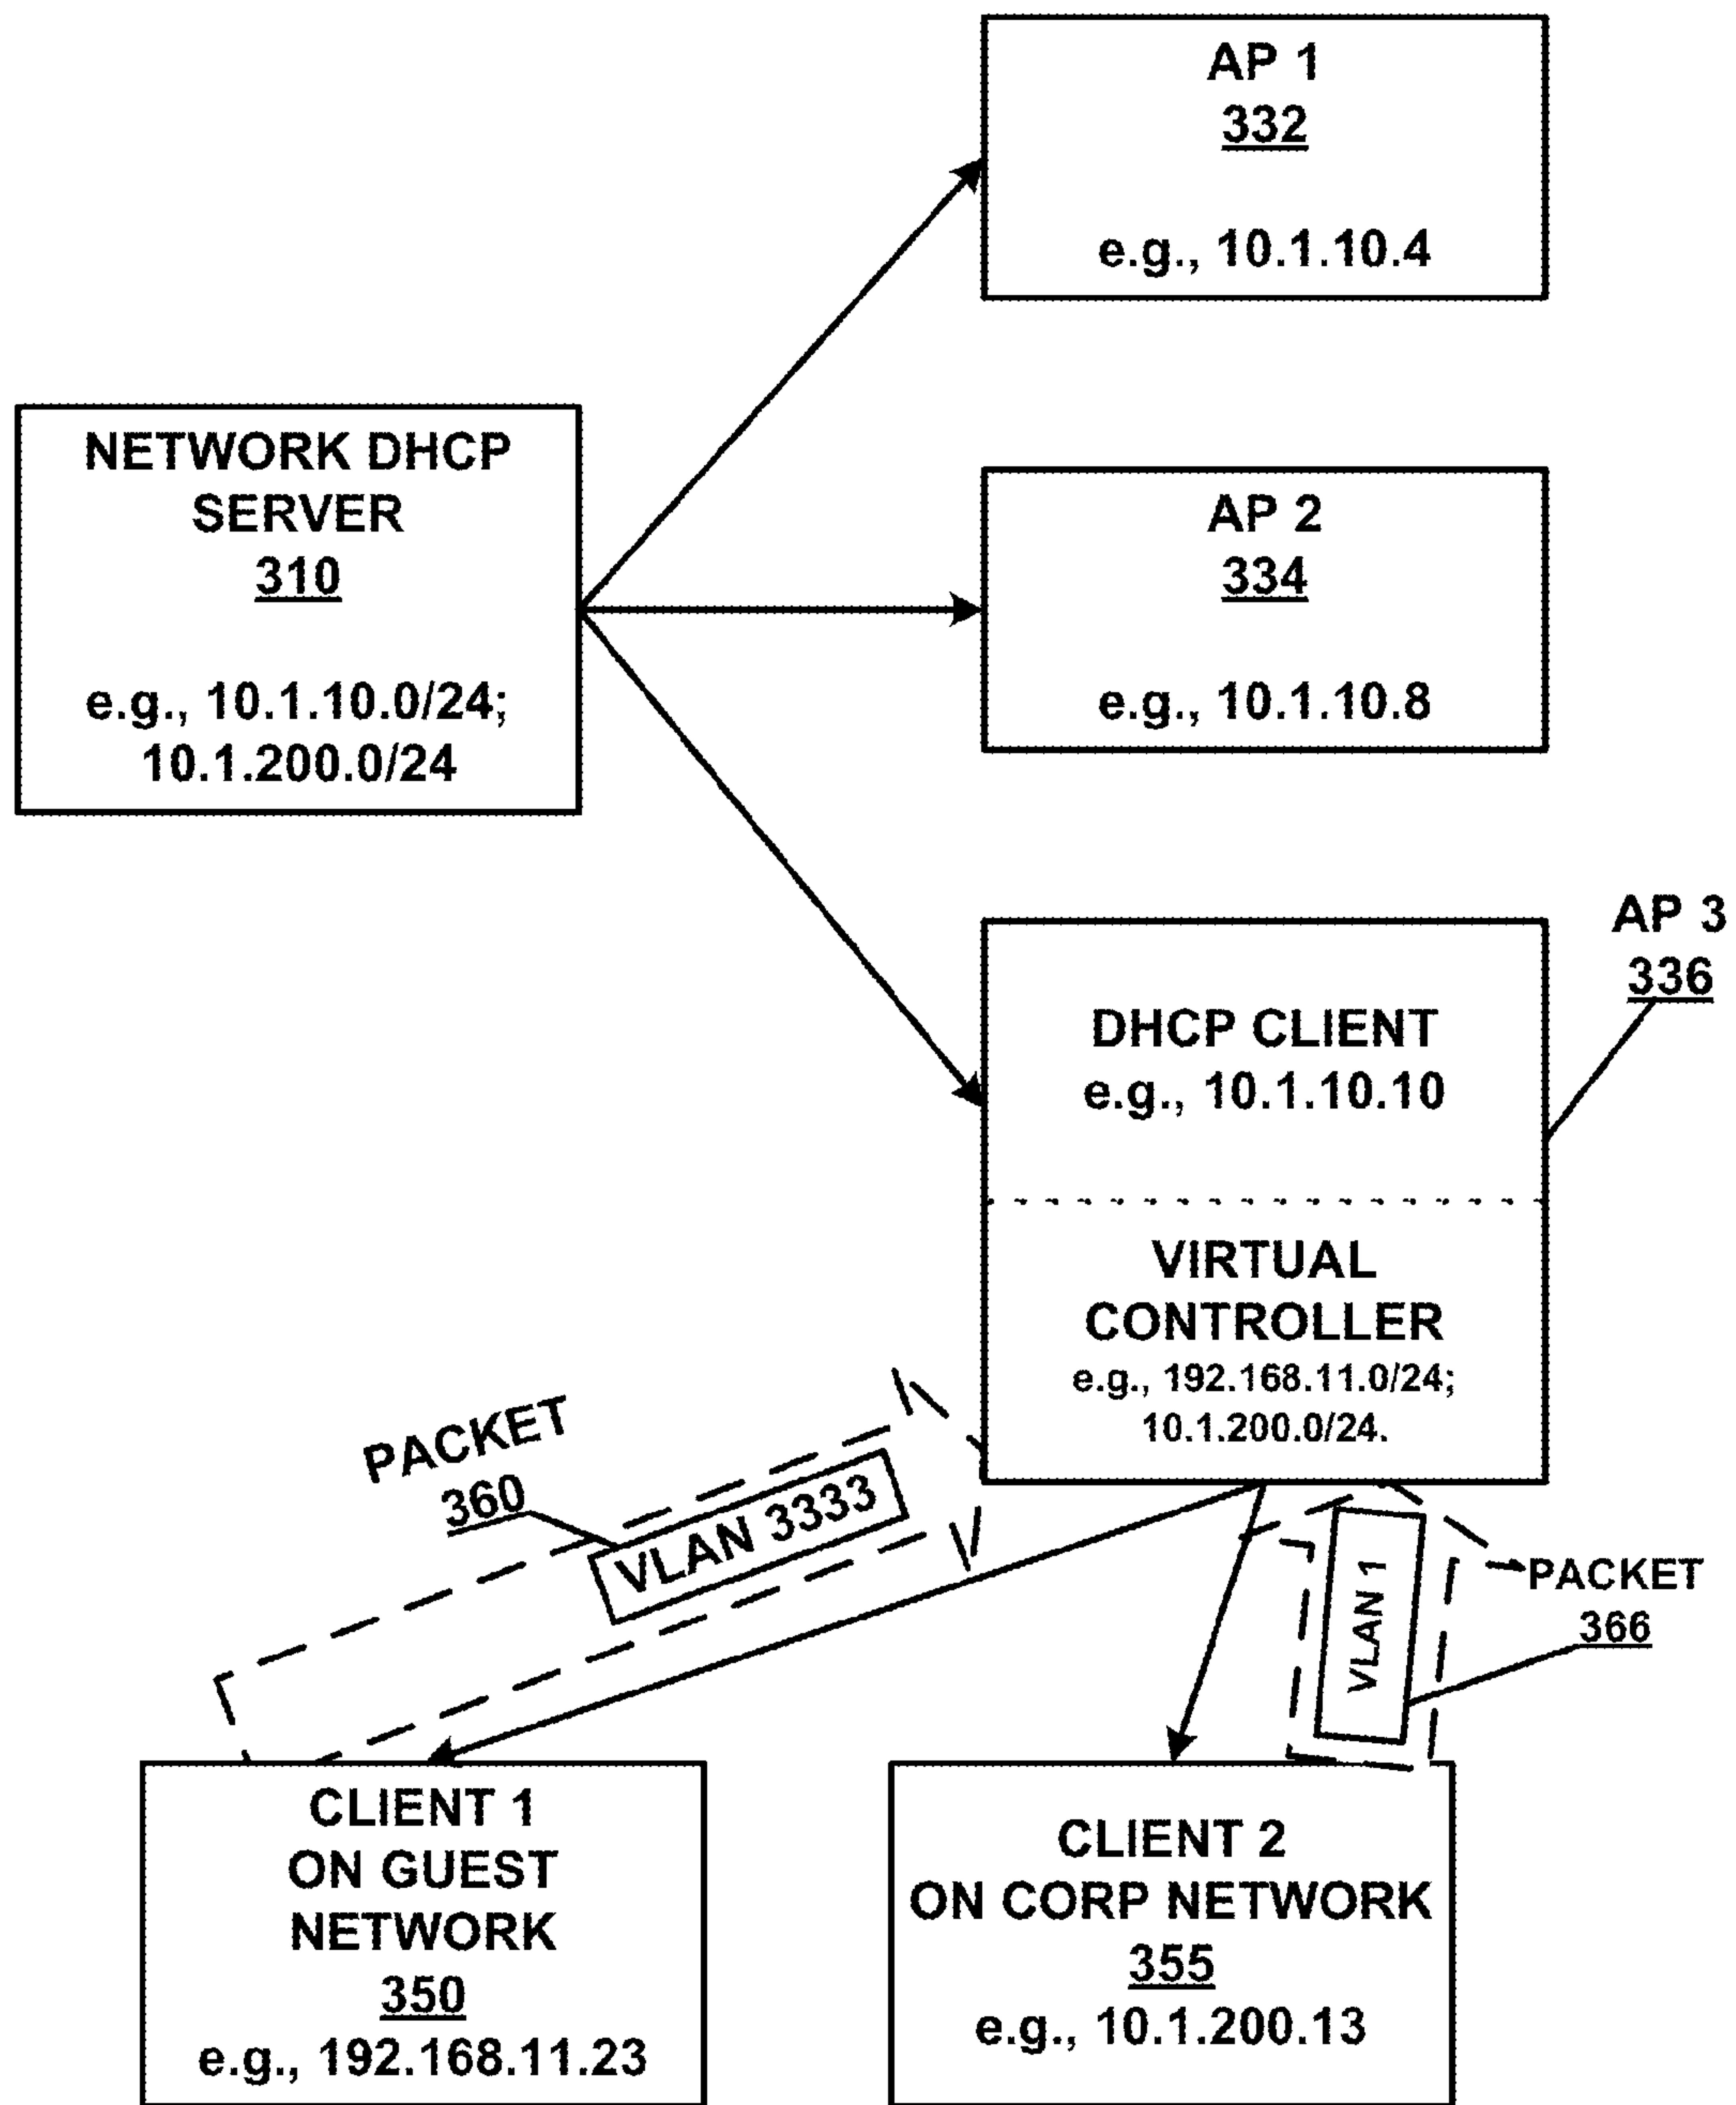 AP 1
332
e.g., 10.1.10.4
NETWORK DHCP
SERVER
310
e.g., 10.1.10.0/24;
10.1.200.0/24
AP 2
334
e.g., 10.1.10.8
AP 3
336
DHCP CLIENT
e.g., 10.1.10.10
VIRTUAL
CONTROLLER
e.g., 192.168.11.0/24;
10.1.200.0/24.
PACKET
360
VLAN 3333
VLAN 1
PACKET
366
CLIENT 1
ON GUEST
NETWORK
350
e.g., 192.168.11.23
CLIENT 2
ON CORP NETWORK
355
e.g., 10.1.200.13